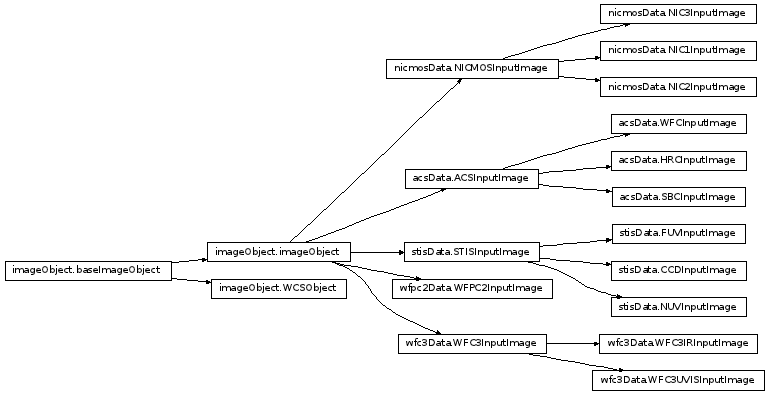 nicmosData.NIC3InputImage
nicmosData.NIC1InputImage
nicmosData.NICMOSInputImage
nicmosData.NIC2InputImage
acsData.WFCInputImage
acsData.HRCInputImage
acsData.ACSInputImage
acsData.SBCInputImage
stisData.FUVInputImage
imageObject.imageObject
stisData.STISInputImage
imageObject.baseImageObject
stisData.CCDInputImage
imageObject.WCSObject
wfpc2Data.WFPC2InputImage
stisData.NUVInputImage
wfc3Data.WFC3InputImage
wfc3Data.WFC3IRInputImage
wfc3Data.WFC3UVISInputImage